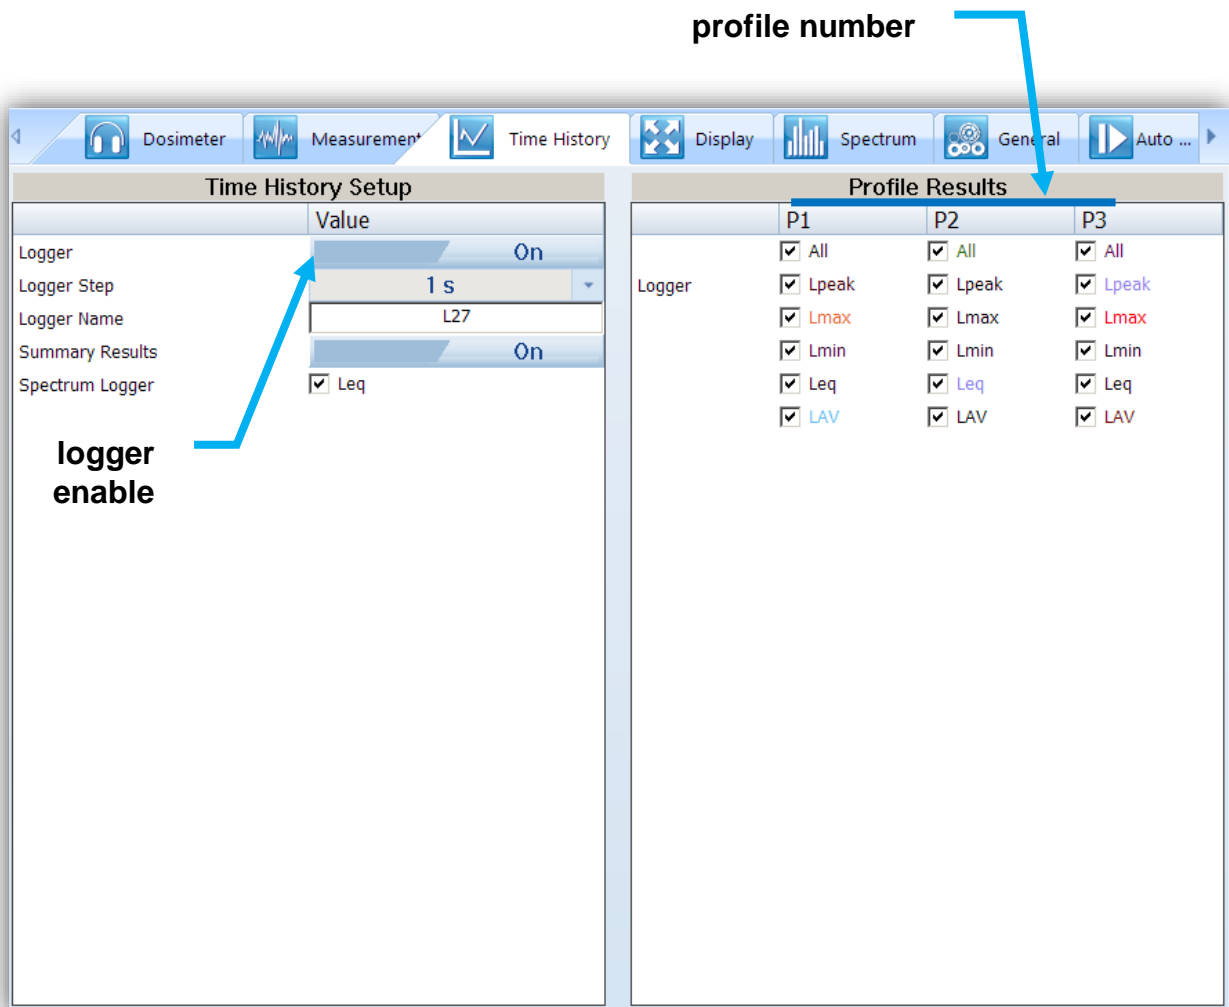 profile number
Dosimeter Measurement Time History Display Spectrum General Auto ...
Time History Setup
Value
Logger On
Logger Step 1 s
Logger Name L27
Summary Results On
Spectrum Logger Leq
logger
enable
Profile Results
P1 P2 P3
All All All
Logger Lpeak Lpeak Lpeak
Lmax Lmax Lmax
Lmin Lmin Lmin
Leq Leq Leq
LAV LAV LAV